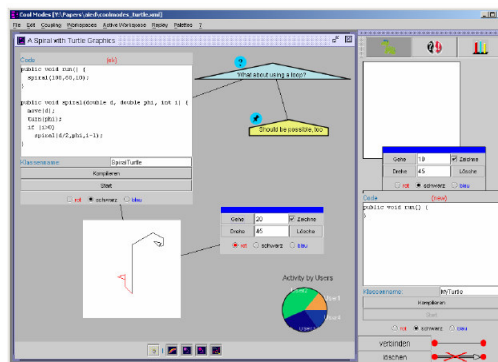 Cool Modes [Y:\Papers\aied\coolmodes_turtle.xml]
File Edit Coupling Workspaces Active Workspace Replay Palettes ?
A Spiral with Turtle Graphics
Code (ok)
public void run() {
spiral(100,60,10);
}
public void spiral(double d, double phi, int i) {
move(d);
turn(phi);
if (i>0)
spiral(d/2,phi,i-1);
}
Klassenname: SpiralTurtle
Kompilieren
Start
rot schwarz blau
?
What about using a loop?
Should be possible, too
Gehe 20 Zeichne
Drehe 45 Lösche
rot schwarz blau
Activity by Users
Gehe 10 Zeichne
Drehe 45 Lösche
rot schwarz blau
Code (new)
public void run() {
}
Klassenname: MyTurtle
Kompilieren
Start
rot schwarz blau
verbinden
löschen